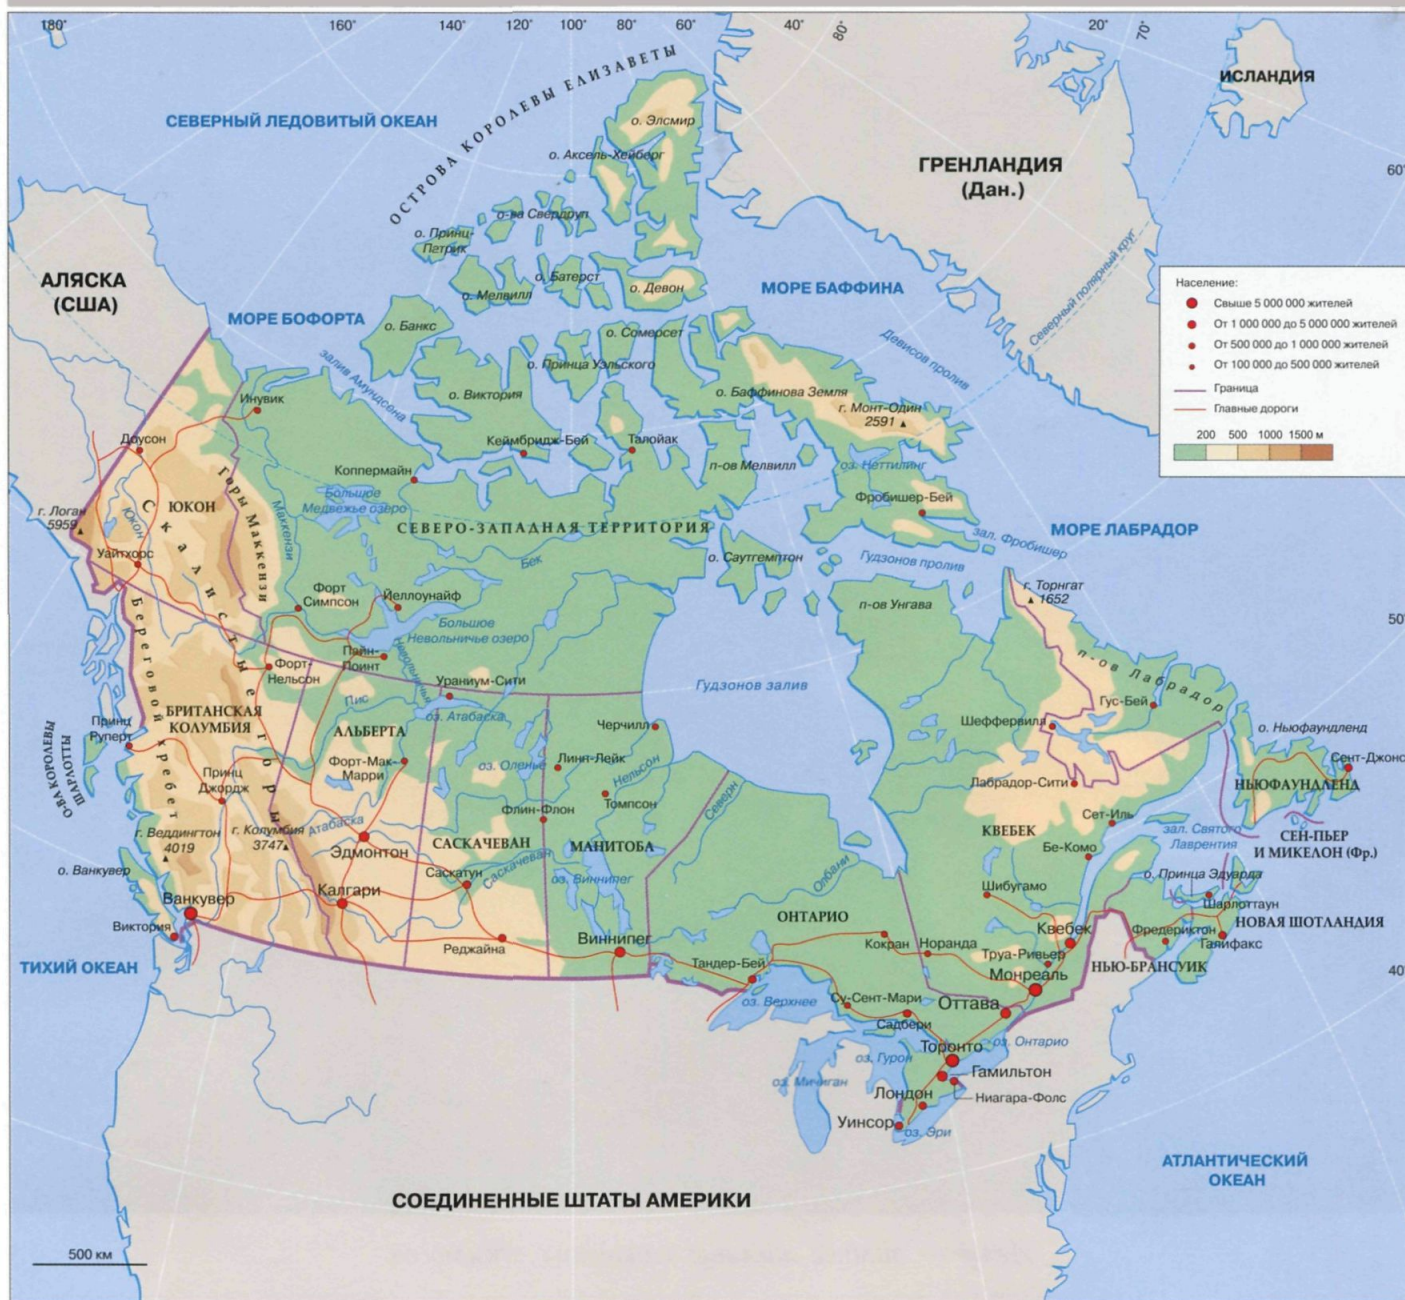 180°
160°
140°
120°
100°
80°
60°
40°
80°
20°
70°
ИСЛАНДИЯ
СЕВЕРНЫЙ ЛЕДОВИТЫЙ ОКЕАН
ОСТРОВА КОРОЛЕВЫ ЕЛИЗАВЕТЫ
о. Элсмир
о. Аксель-Хейберг
ГРЕНЛАНДИЯ
(Дан.)
60°
о-ва Свердруп
о. Принц-
Петрик
о. Батерст
о. Мелвилл
о. Девон
МОРЕ БАФФИНА
Северный полярный круг
АЛЯСКА
(США)
МОРЕ БОФОРТА
о. Банкс
о. Сомерсет
Девисов пролив
Население:
Свыше 5 000 000 жителей
От 1 000 000 до 5 000 000 жителей
От 500 000 до 1 000 000 жителей
От 100 000 до 500 000 жителей
Граница
Главные дороги
200 500 1000 1500 м
залив Амундсена
о. Принца Уэльского
о. Виктория
о. Баффинова Земля
г. Монт-Один
2591
Инувик
Доусон
Кеймбридж-Бей
Талойак
п-ов Мелвилл
оз. Неттилинг
Коппермайн
Большое
Медвежье озеро
Фробишер-Бей
г. Логан
5959
Юкон
ЮКОН
Скалистые горы
Горы Маккензи
Маккензи
СЕВЕРО-ЗАПАДНАЯ ТЕРРИТОРИЯ
МОРЕ ЛАБРАДОР
зал. Фробишер
Уайтхорс
Бек
о. Саутгемптон
Гудзонов пролив
Форт
Симпсон
Йеллоунайф
п-ов Унгава
г. Торнгат
1652
50°
Береговой хребет
Большое
Невольничье озеро
Пайн-
Поинт
Форт-
Нельсон
Невольничья
Ураниум-Сити
Гудзонов залив
п-ов Лабрадор
Пис
оз. Атабаска
Гус-Бей
БРИТАНСКАЯ
КОЛУМБИЯ
Принц
Руперт
АЛЬБЕРТА
Черчилл
Шеффервилл
о. Ньюфаундленд
О-ВА КОРОЛЕВЫ
ШАРЛОТТЫ
Принц
Джордж
Форт-Мак-
Марри
оз. Оленье
Линн-Лейк
Нельсон
Сент-Джонс
Лабрадор-Сити
НЬЮФАУНДЛЕНД
Томпсон
Северн
Флин-Флон
Сет-Иль
г. Веддингтон
4019
г. Колумбия
3747
Атабаска
Эдмонтон
САСКАЧЕВАН
МАНИТОБА
КВЕБЕК
зал. Святого
Лаврентия
СЕН-ПЬЕР
И МИКЕЛОН (Фр.)
Бе-Комо
о. Ванкувер
Саскатун
Саскачеван
оз. Виннипег
Олбани
о. Принца Эдуарда
Ванкувер
Калгари
Шибугамо
Шарлоттаун
Виктория
ОНТАРИО
НОВАЯ ШОТЛАНДИЯ
Квебек
Фредериктон
Реджайна
Виннипег
Кокран
Норанда
Труа-Ривьер
Галифакс
ТИХИЙ ОКЕАН
Тандер-Бей
Монреаль
НЬЮ-БРАНСУИК
40°
оз. Верхнее
Су-Сент-Мари
Оттава
Садбери
Торонто
оз. Онтарио
оз. Гурон
Гамильтон
оз. Мичиган
Лондон
Ниагара-Фолс
Уинсор
оз. Эри
АТЛАНТИЧЕСКИЙ
ОКЕАН
СОЕДИНЕННЫЕ ШТАТЫ АМЕРИКИ
500 км